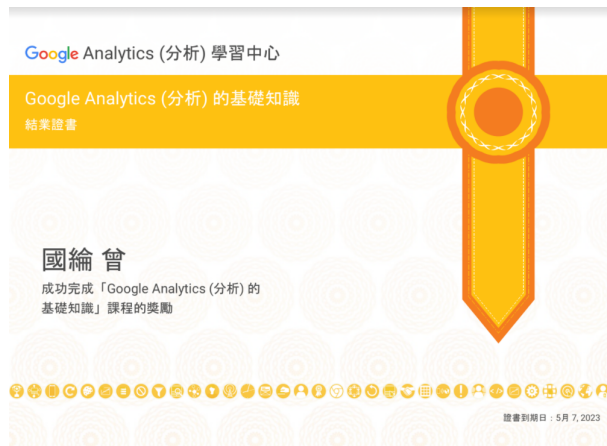 Google Analytics (分析) 學習中心
Google Analytics (分析) 的基礎知識
結業證書
國綸 曾
成功完成「Google Analytics (分析) 的
基礎知識」課程的獎勵
證書到期日：5月 7, 2023